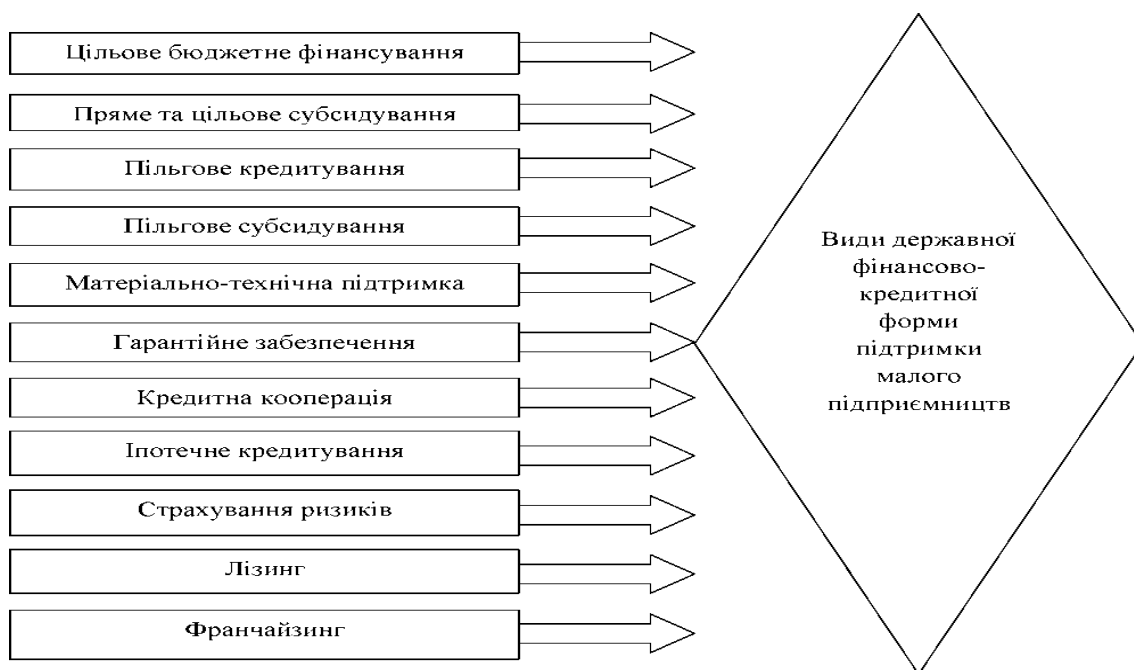 Цільове бюджетне фінансування
Пряме та цільове субсидування
Пільгове кредитування
Пільгове субсидування
Матеріально-технічна підтримка
Гарантійне забезпечення
Кредитна кооперація
Іпотечне кредитування
Страхування ризиків
Лізинг
Франчайзинг
Види державної
фінансово-
кредитної
форми
підтримки
малого
підприємництв